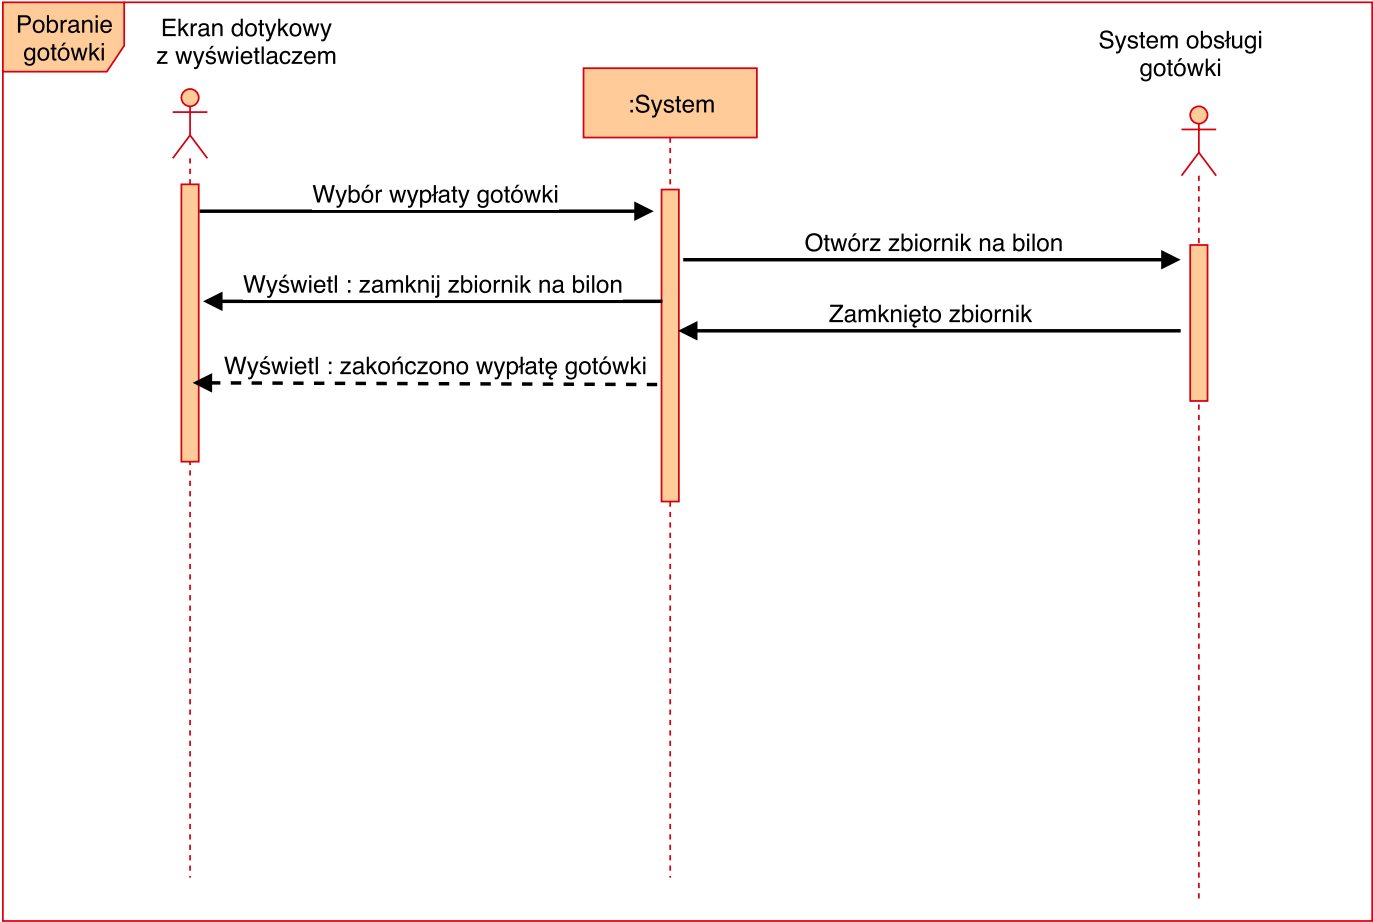 Pobranie
gotówki
Ekran dotykowy
z wyświetlaczem
System obsługi
gotówki
:System
Wybór wypłaty gotówki
Otwórz zbiornik na bilon
Wyświetl : zamknij zbiornik na bilon
Zamknięto zbiornik
Wyświetl : zakończono wypłatę gotówki